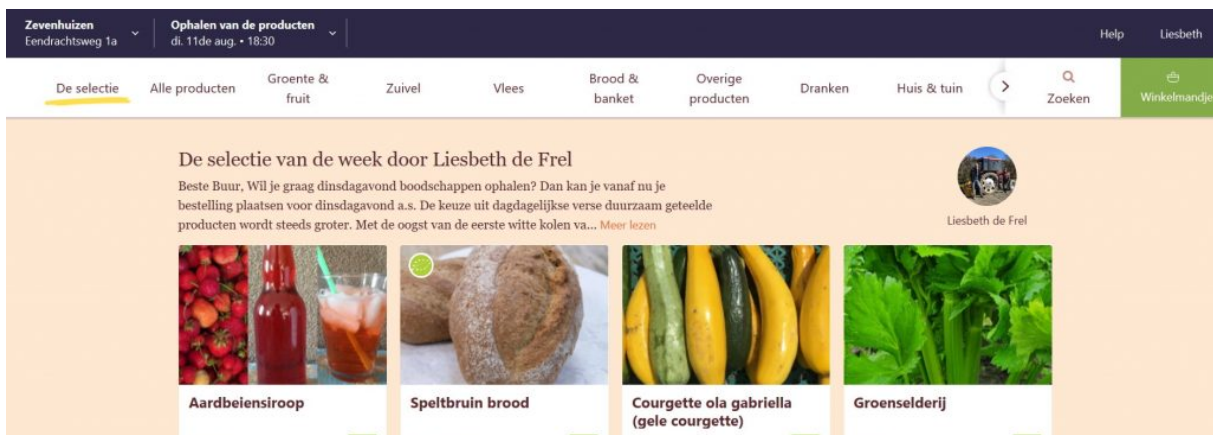 Zevenhuizen
Eendrachtsweg 1a
Ophalen van de producten
di. 11de aug. • 18:30
Help
Liesbeth
De selectie
Alle producten
Groente &
fruit
Zuivel
Vlees
Brood &
banket
Overige
producten
Dranken
Huis & tuin
Zoeken
Winkelmandje
De selectie van de week door Liesbeth de Frel
Beste Buur, Wil je graag dinsdagavond boodschappen ophalen? Dan kan je vanaf nu je
bestelling plaatsen voor dinsdagavond a.s. De keuze uit dagdagelijkse verse duurzaam geteelde
producten wordt steeds groter. Met de oogst van de eerste witte kolen va... Meer lezen
Liesbeth de Frel
Aardbeiensiroop
Speltbruin brood
Courgette ola gabriella
(gele courgette)
Groenselderij